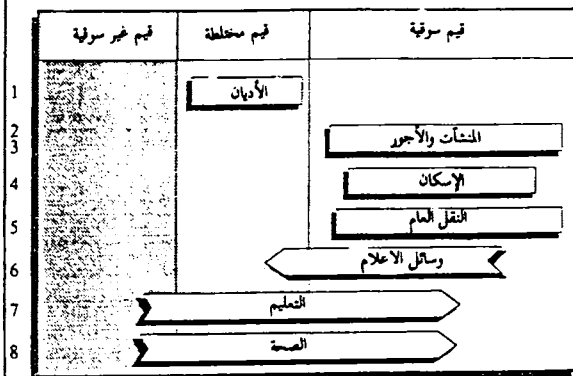 قيم سوقية قيم مختلطة قيم غير سوقية
1 الأديان
2
3 المنشآت والأجور
4 الإسكان
5 النقل العام
6 وسائل الاعلام
7 التعليم
8 الصحة